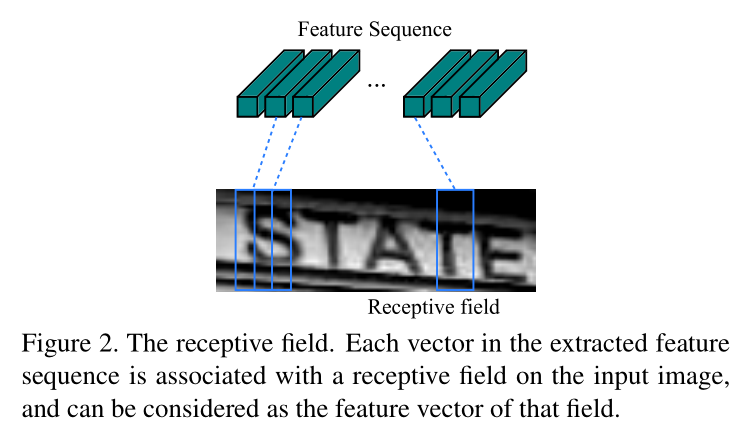 Feature Sequence
...
STATE
Receptive field
Figure 2. The receptive field. Each vector in the extracted feature
sequence is associated with a receptive field on the input image,
and can be considered as the feature vector of that field.